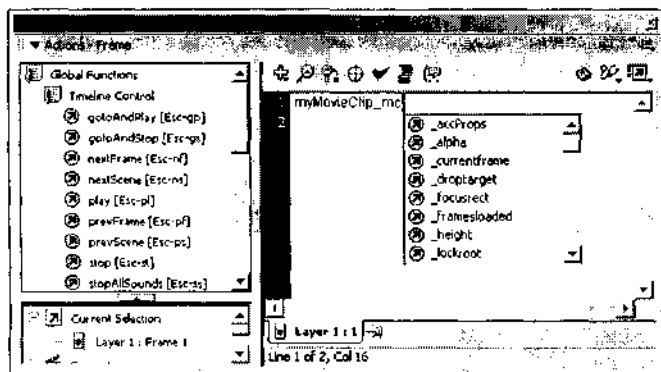 Actions - Frame
Global Functions
Timeline Control
gotoAndPlay [Esc-gp]
gotoAndStop [Esc-gs]
nextFrame [Esc-nf]
nextScene [Esc-ns]
play [Esc-pl]
prevFrame [Esc-pf]
prevScene [Esc-ps]
stop [Esc-st]
stopAllSounds [Esc-ss]
Current Selection
Layer 1 : Frame 1
1
2
myMovieClip_mc
_accProps
_alpha
_currentframe
_droptarget
_focusrect
_framesloaded
_height
_lockroot
Layer 1 : 1
Line 1 of 2, Col 16